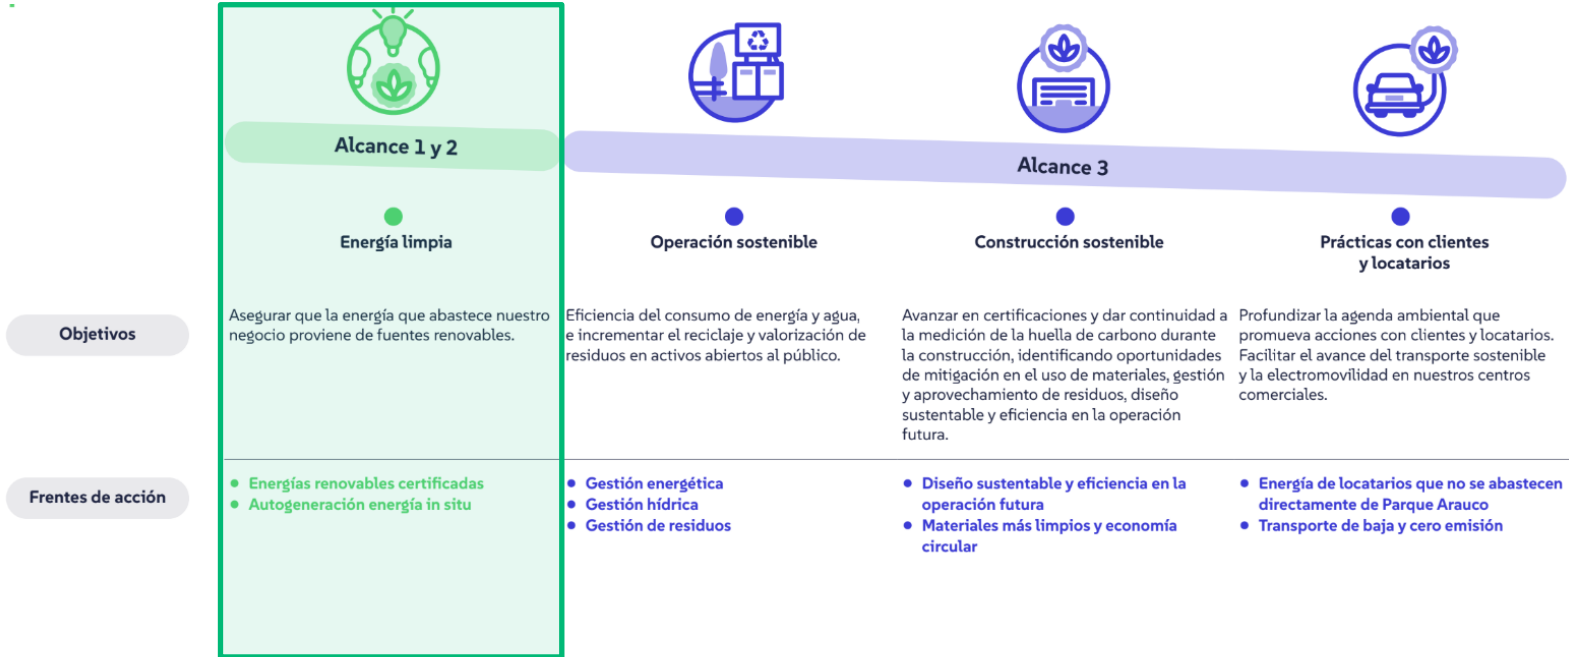 Alcance 1 y 2
Alcance 3
Energía limpia
Operación sostenible
Construcción sostenible
Prácticas con clientes
y locatarios
Objetivos
Asegurar que la energía que abastece nuestro
negocio proviene de fuentes renovables.
Eficiencia del consumo de energía y agua,
e incrementar el reciclaje y valorización de
residuos en activos abiertos al público.
Avanzar en certificaciones y dar continuidad a
la medición de la huella de carbono durante
la construcción, identificando oportunidades
de mitigación en el uso de materiales, gestión
y aprovechamiento de residuos, diseño
sustentable y eficiencia en la operación
futura.
Profundizar la agenda ambiental que
promueva acciones con clientes y locatarios.
Facilitar el avance del transporte sostenible
y la electromovilidad en nuestros centros
comerciales.
Frentes de acción
• Energías renovables certificadas
• Autogeneración energía in situ
• Gestión energética
• Gestión hídrica
• Gestión de residuos
• Diseño sustentable y eficiencia en la
operación futura
• Materiales más limpios y economía
circular
• Energía de locatarios que no se abastecen
directamente de Parque Arauco
• Transporte de baja y cero emisión